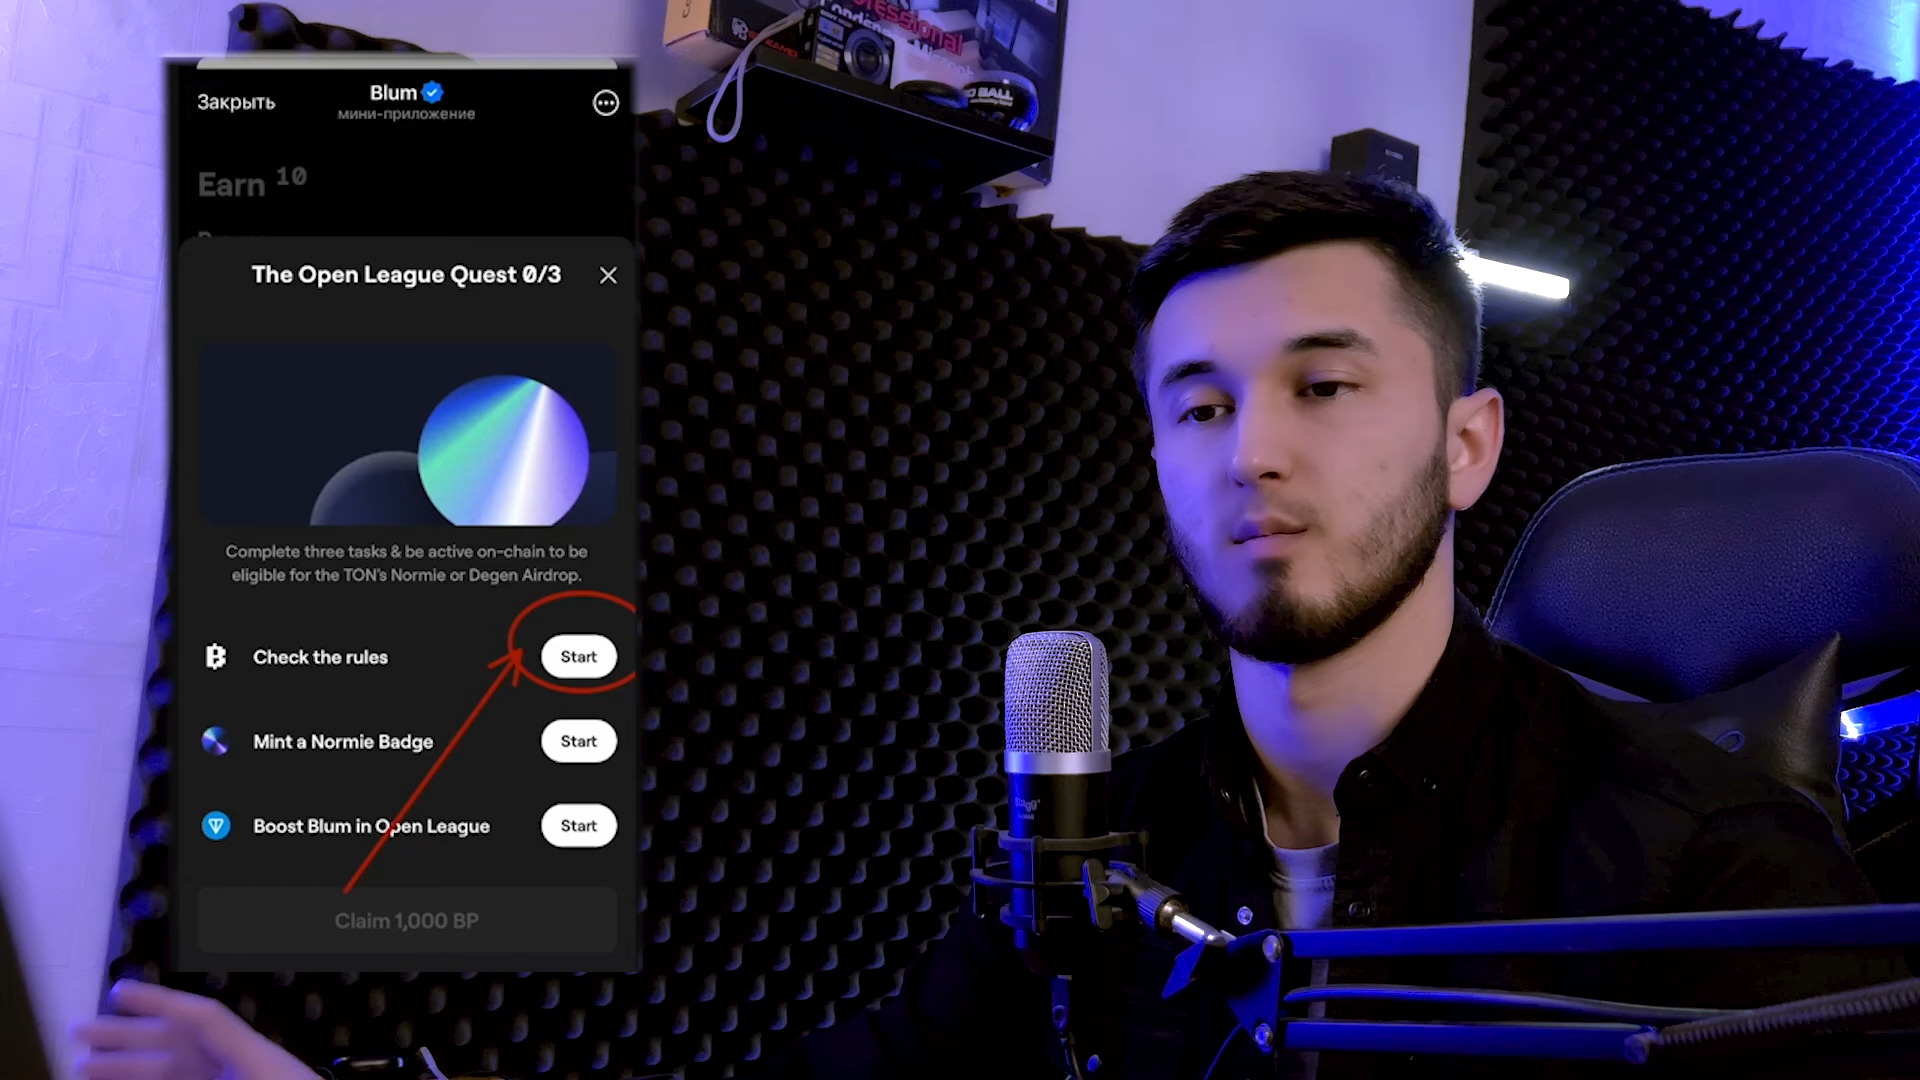 Закрыть
Blum
мини-приложение
Earn 10
The Open League Quest 0/3
Complete three tasks & be active on-chain to be
eligible for the TON's Normie or Degen Airdrop.
Check the rules
Start
Mint a Normie Badge
Start
Boost Blum in Open League
Start
Claim 1,000 BP
BALL
Stagg